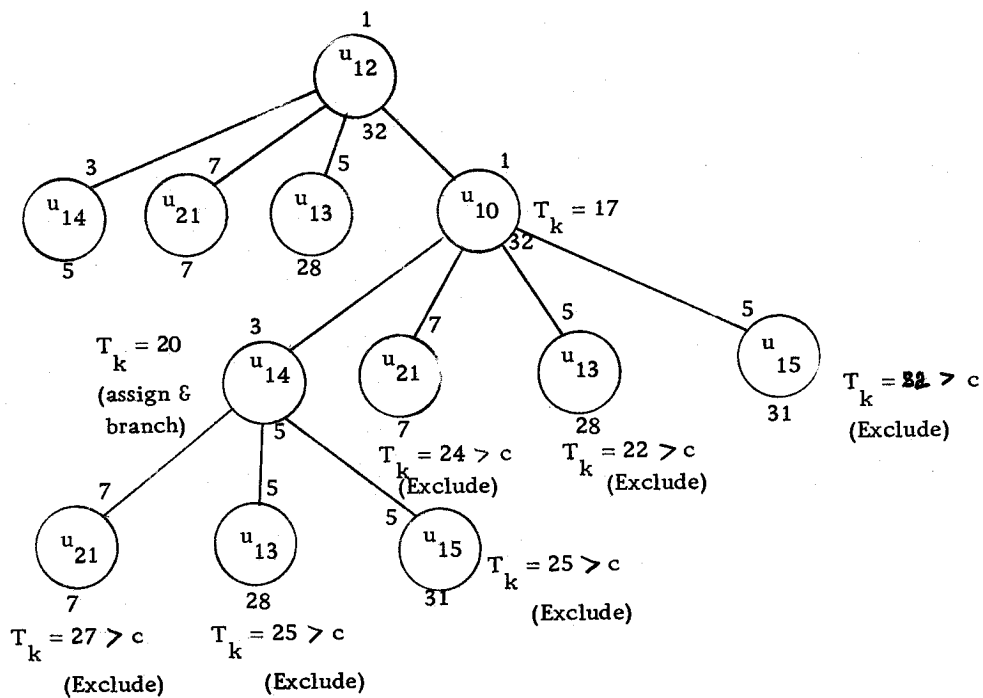 1
u12
32
3
7
5
1
u14
u21
u13
u10
Tk = 17
5
7
28
32
3
7
5
5
Tk = 20
(assign &
branch)
u14
u21
u13
u15
5
7
28
31
Tk = > c
(Exclude)
Tk = 24 > c
(Exclude)
Tk = 22 > c
(Exclude)
7
5
5
u21
u13
u15
7
28
31
Tk = 25 > c
(Exclude)
Tk = 27 > c
(Exclude)
Tk = 25 > c
(Exclude)